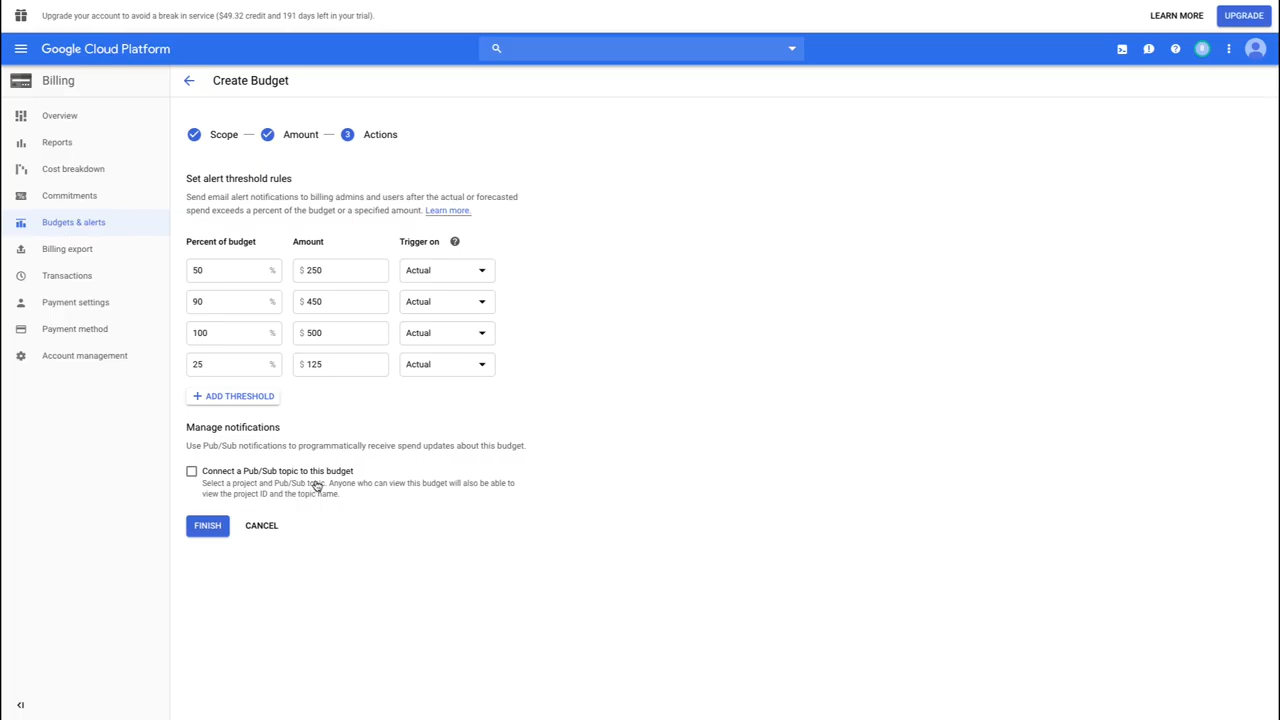 Upgrade your account to avoid a break in service ($49.32 credit and 191 days left in your trial).
LEARN MORE
UPGRADE
Google Cloud Platform
Billing
Create Budget
Overview
Reports
Cost breakdown
Commitments
Budgets & alerts
Billing export
Transactions
Payment settings
Payment method
Account management
Scope
Amount
3 Actions
Set alert threshold rules
Send email alert notifications to billing admins and users after the actual or forecasted
spend exceeds a percent of the budget or a specified amount. Learn more.
Percent of budget Amount Trigger on ?
50 % $ 250 Actual
90 % $ 450 Actual
100 % $ 500 Actual
25 % $ 125 Actual
+ ADD THRESHOLD
Manage notifications
Use Pub/Sub notifications to programmatically receive spend updates about this budget.
Connect a Pub/Sub topic to this budget
Select a project and Pub/Sub topic. Anyone who can view this budget will also be able to
view the project ID and the topic name.
FINISH CANCEL